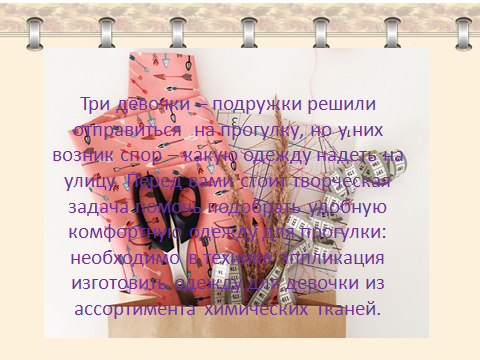 Три девочки – подружки решили
отправиться на прогулку, но у них
возник спор – какую одежду надеть на
улицу. Перед вами стоит творческая
задача помочь подобрать удобную
комфортную одежду для прогулки:
необходимо в технике аппликация
изготовить одежду для девочки из
ассортимента химических тканей.